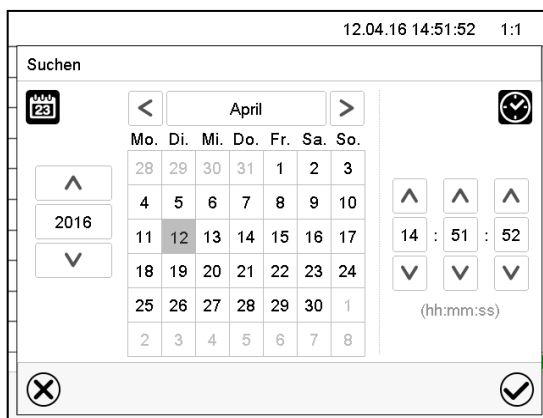 12.04.16 14:51:52 1:1
Suchen
23
< April >
Mo. Di. Mi. Do. Fr. Sa. So.
28 29 30 31 1 2 3
4 5 6 7 8 9 10
2016
11 12 13 14 15 16 17
14 : 51 : 52
18 19 20 21 22 23 24
25 26 27 28 29 30 1
(hh:mm:ss)
2 3 4 5 6 7 8